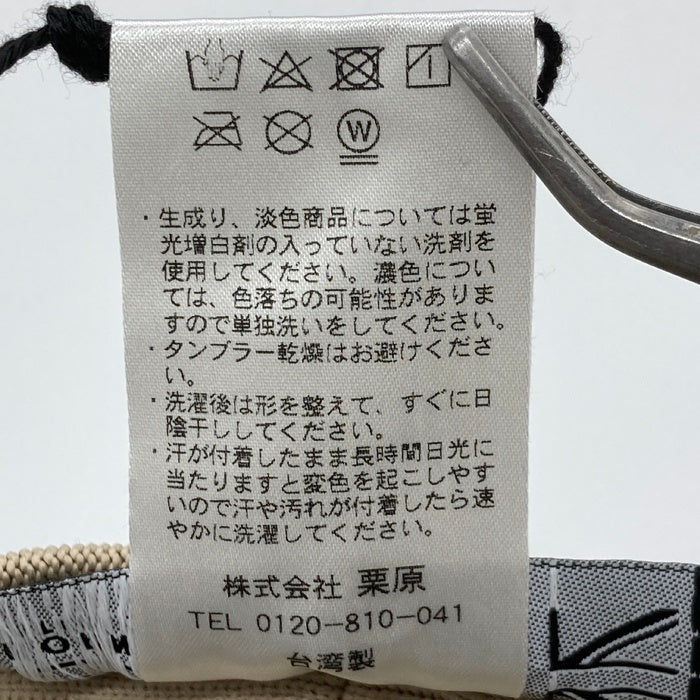 W
・生成り、淡色商品については蛍
光増白剤の入っていない洗剤を
使用してください。濃色につい
ては、色落ちの可能性がありま
すので単独洗いをしてください。
・タンブラー乾燥はお避けくださ
い。
・洗濯後は形を整えて、すぐに日
陰干ししてください。
・汗が付着したまま長時間日光に
当たりますと変色を起こしやす
いので汗や汚れが付着したら速
やかに洗濯してください。
株式会社 栗原
TEL 0120-810-041
台湾製